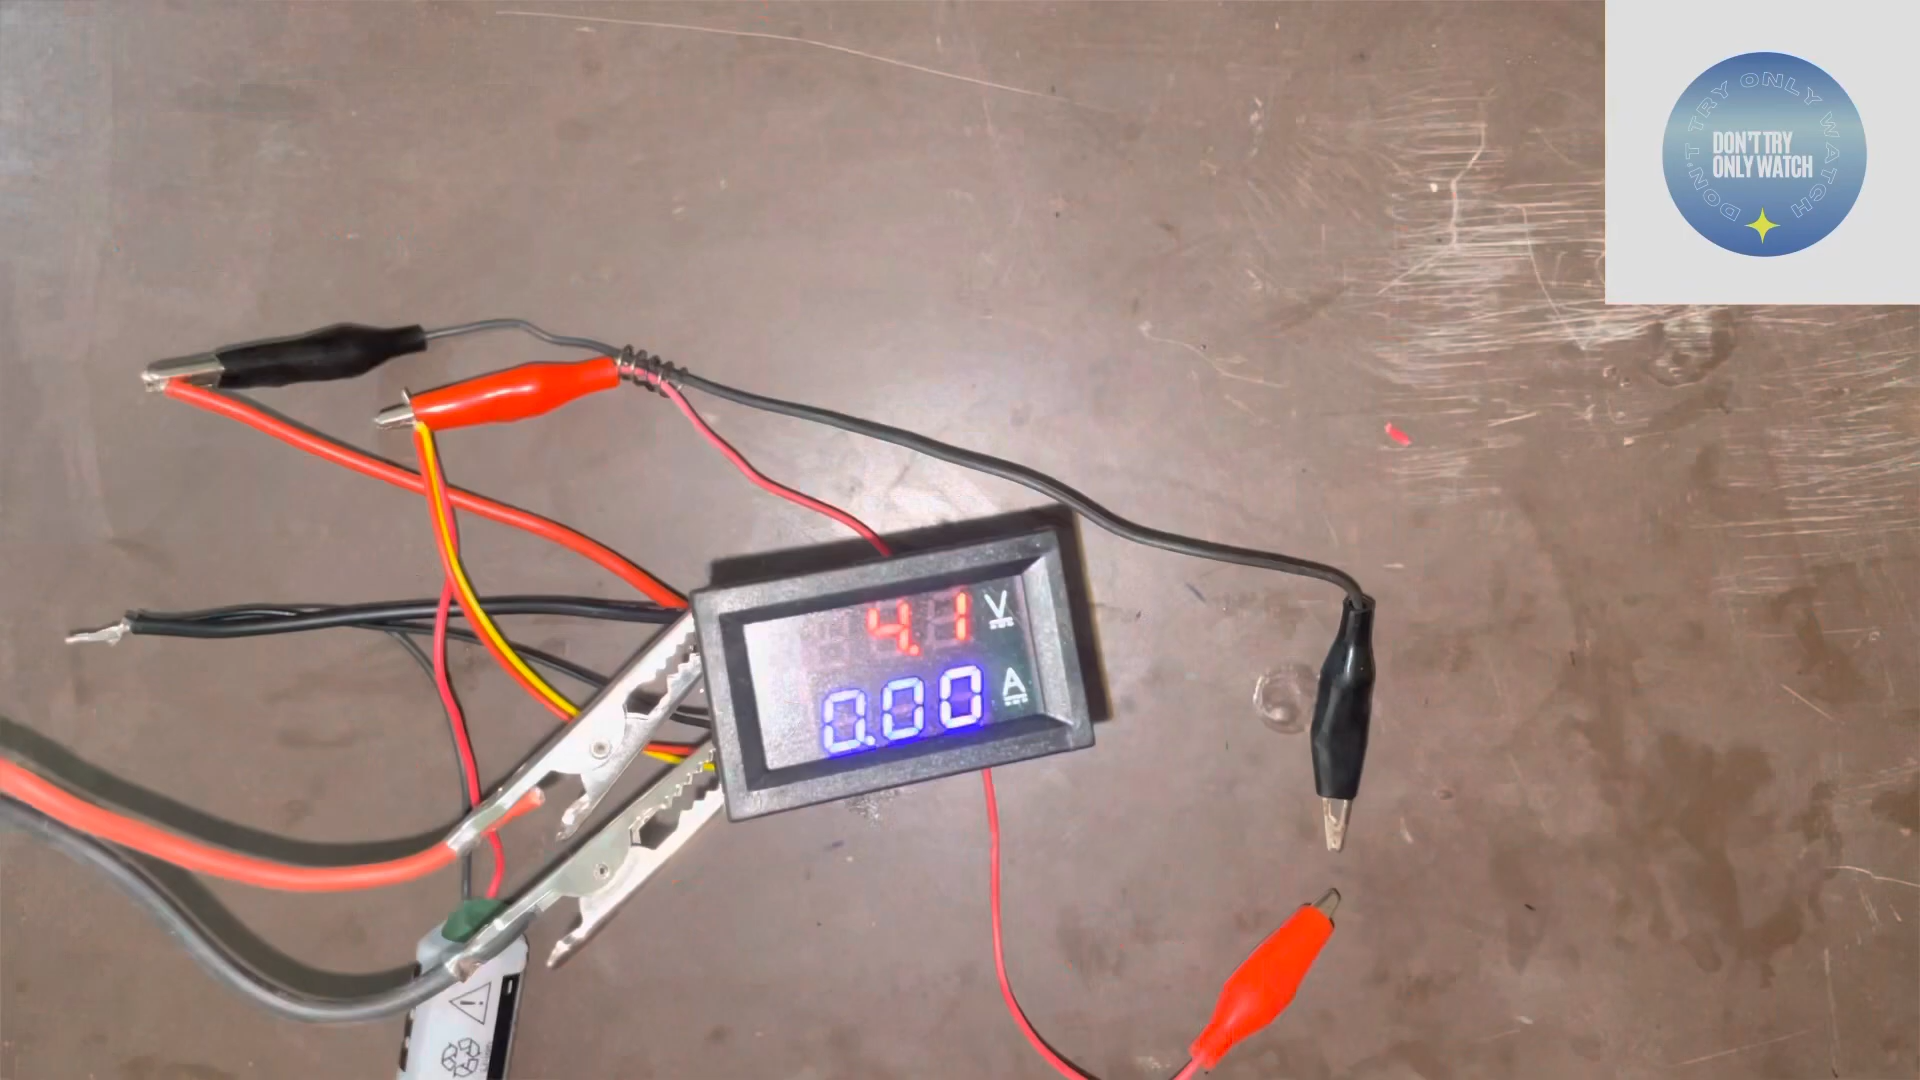 DON'T TRY ONLY WATCH
DON'T TRY
ONLY WATCH
4.1 V
0.00 A